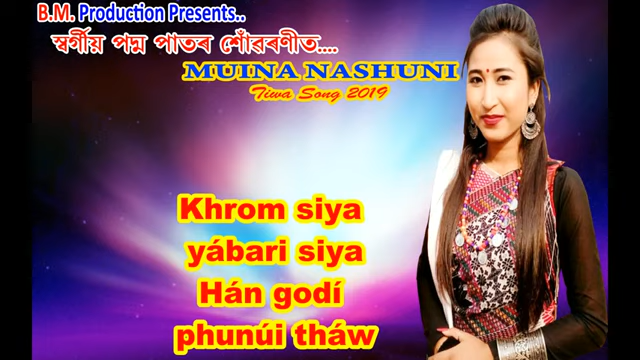 B.M. Production Presents..
স্বৰ্গীয় পদ্ম পাতৰ শোঁৱৰণীত....
MUINA NASHUNI
Tiwa Song 2019
Khrom siya
yábari siya
Hán godí
phunúi tháw